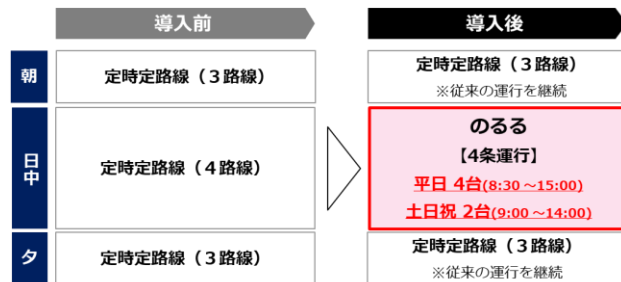 導入前
導入後
朝
定時定路線（３路線）
定時定路線（３路線）
※従来の運行を継続
日中
定時定路線（４路線）
のるる
【4条運行】
平日 4台(8:30 ～15:00)
土日祝 2台(9:00 ～14:00)
夕
定時定路線（３路線）
定時定路線（３路線）
※従来の運行を継続